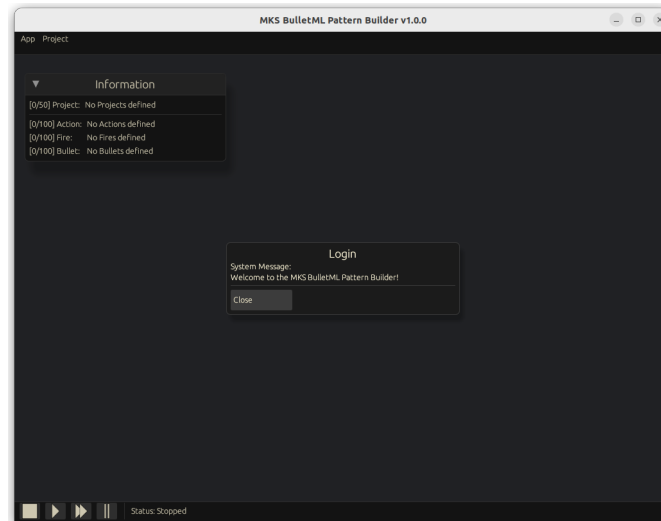 MKS BulletML Pattern Builder v1.0.0
App Project
Information
[0/50] Project: No Projects defined
[0/100] Action: No Actions defined
[0/100] Fire: No Fires defined
[0/100] Bullet: No Bullets defined
Login
System Message:
Welcome to the MKS BulletML Pattern Builder!
Close
Status: Stopped